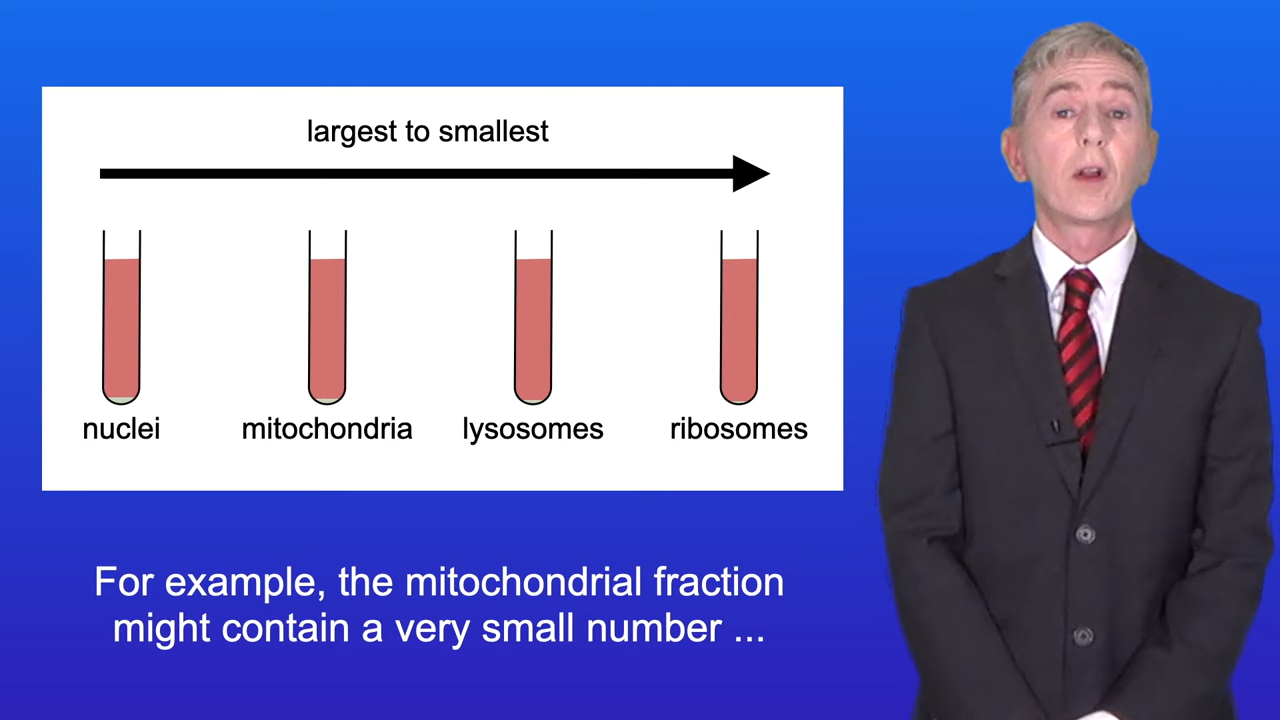 largest to smallest
nuclei mitochondria lysosomes ribosomes
For example, the mitochondrial fraction
might contain a very small number ...